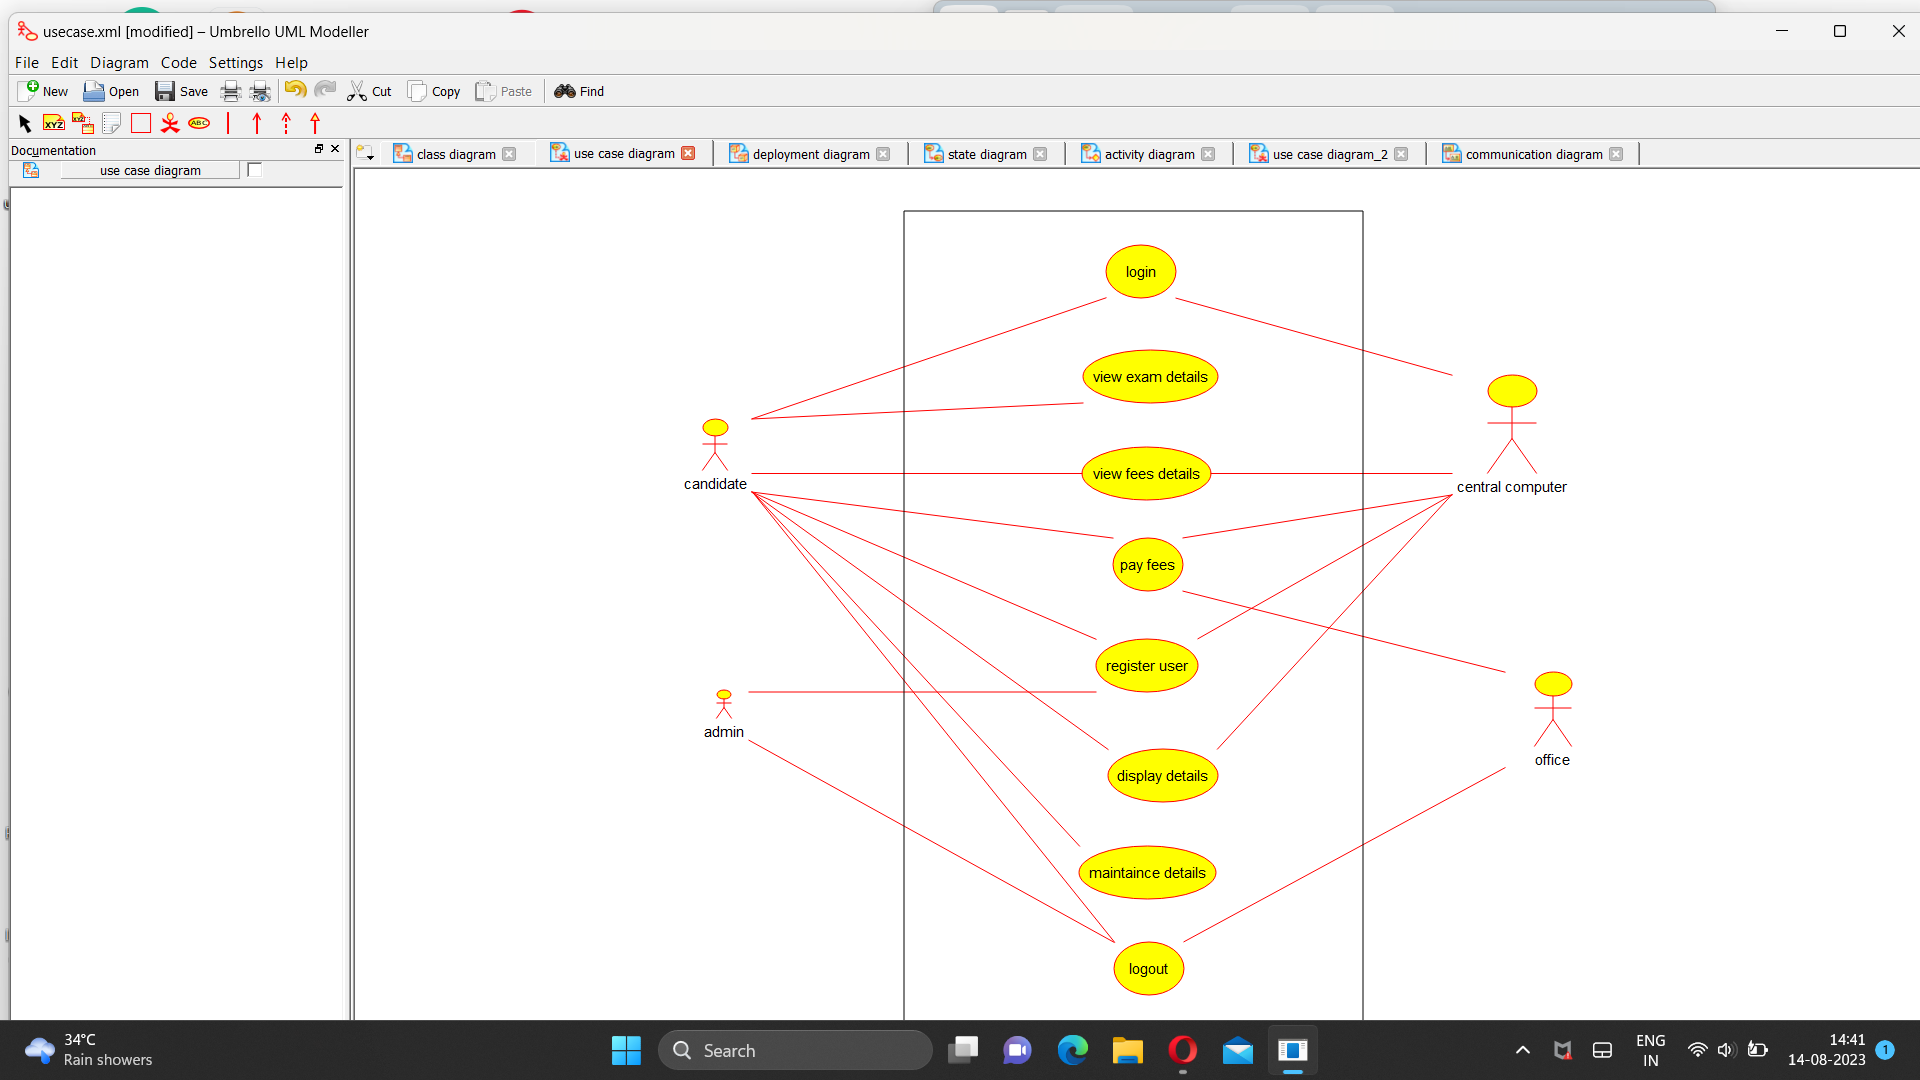 usecase.xml [modified] – Umbrello UML Modeller
File Edit Diagram Code Settings Help
New Open Save Cut Copy Paste Find
XYZ XYZ ABC
Documentation
use case diagram
class diagram use case diagram deployment diagram state diagram activity diagram use case diagram_2 communication diagram
login
view exam details
candidate
view fees details
central computer
pay fees
register user
admin
office
display details
maintaince details
logout
34°C
Rain showers
Search
ENG
IN
14:41
14-08-2023
1